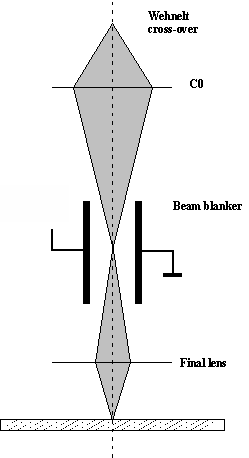 Wehnelt
cross-over
C0
Beam blanker
Final lens